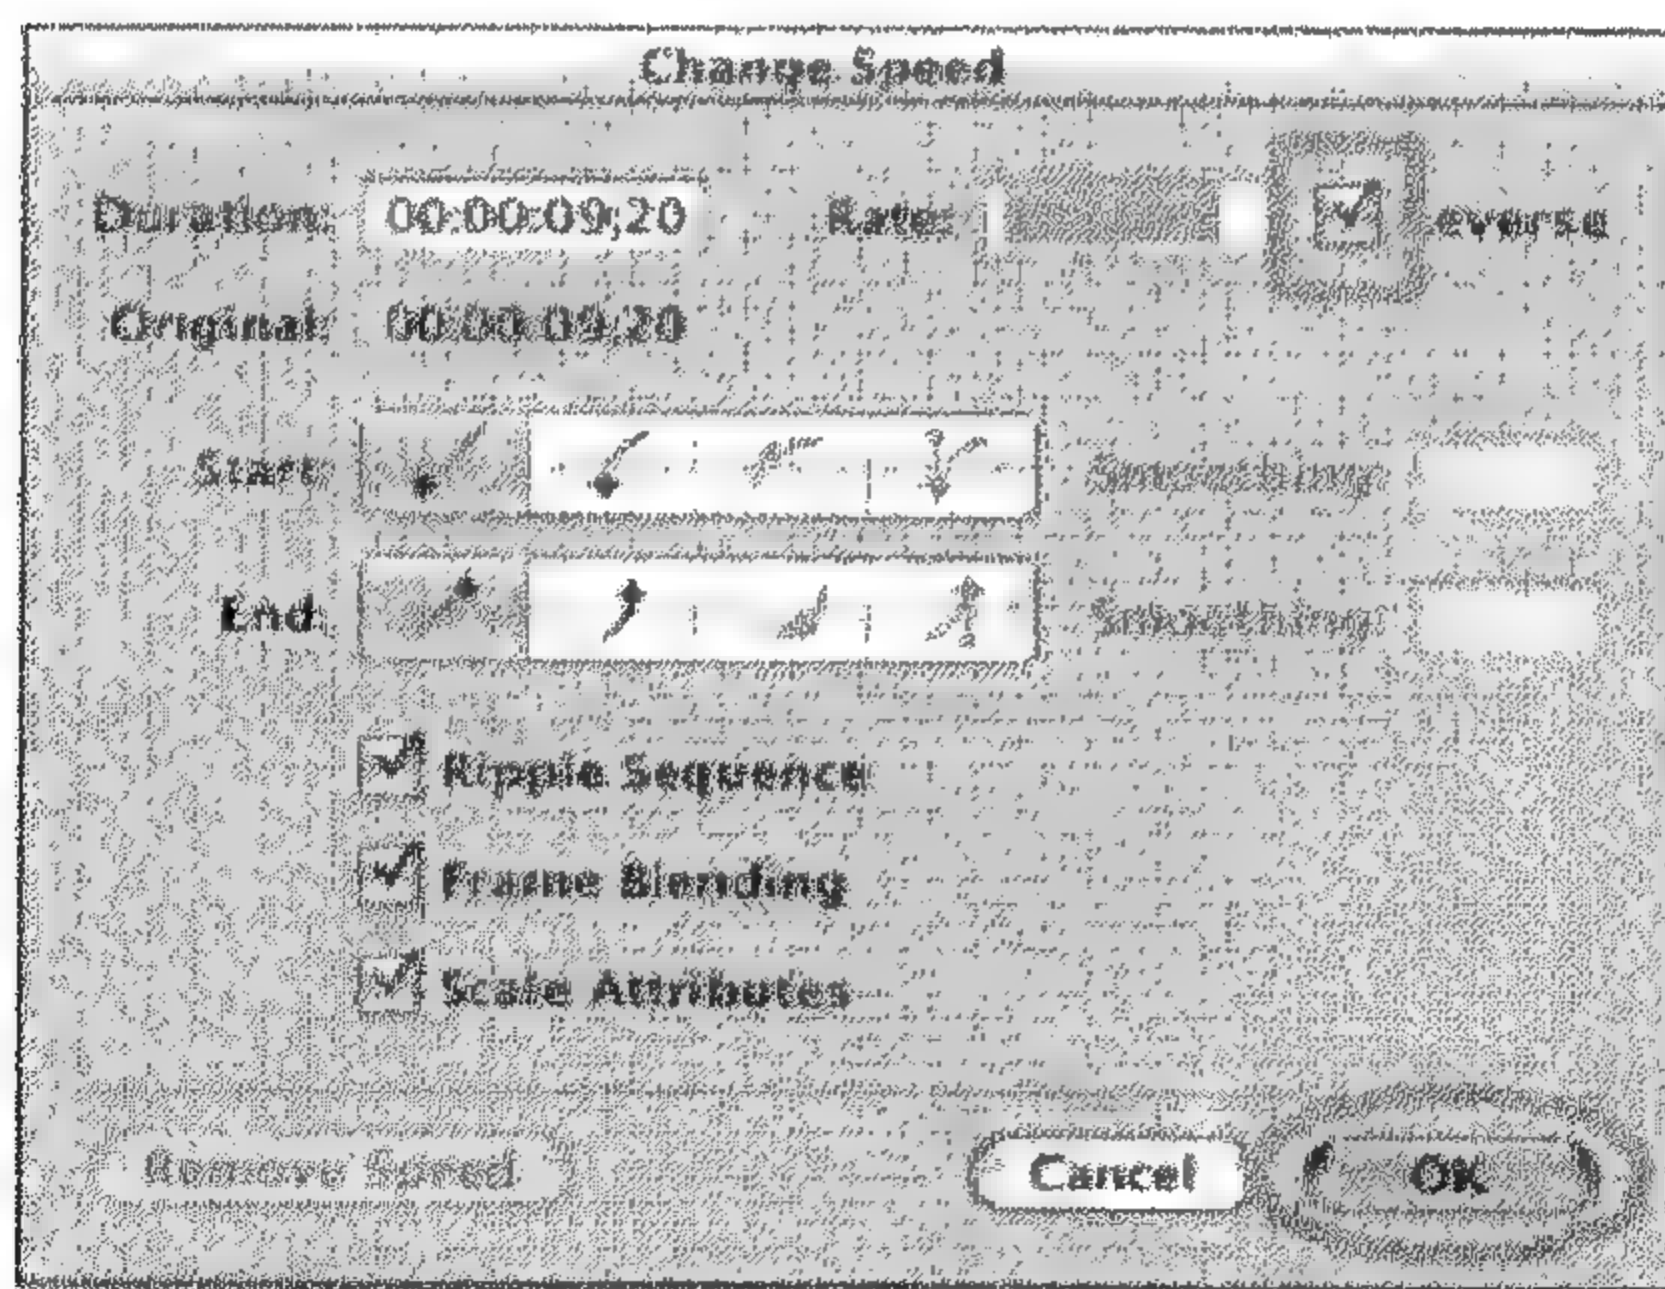 Change Speed
Duration: 00:00:09;20 Rate: everse
Original: 00:00:09;20
Start: Smoothing:
End: Smoothing:
Ripple Sequence
Frame Blending
Scale Attributes
Remove Speed Cancel OK